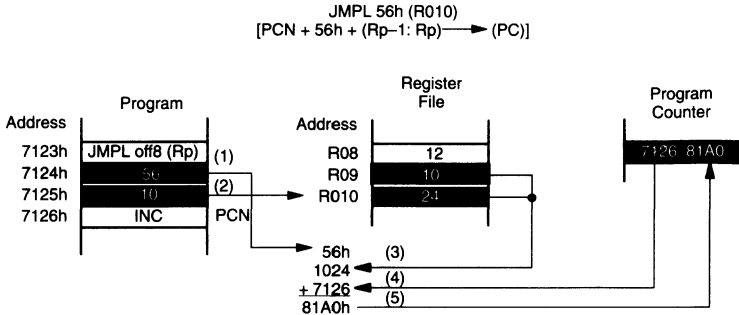 JMPL 56h (R010)
[PCN + 56h + (Rp–1: Rp) (PC)]
Program
Register File
Program Counter
Address
Address
7123h JMPL off8 (Rp) (1)
7124h 56
7125h 10 (2)
7126h INC PCN
R08 12
R09 10
R010 24
7126 81A0
56h (3)
1024
(4)
+ 7126
(5)
81A0h